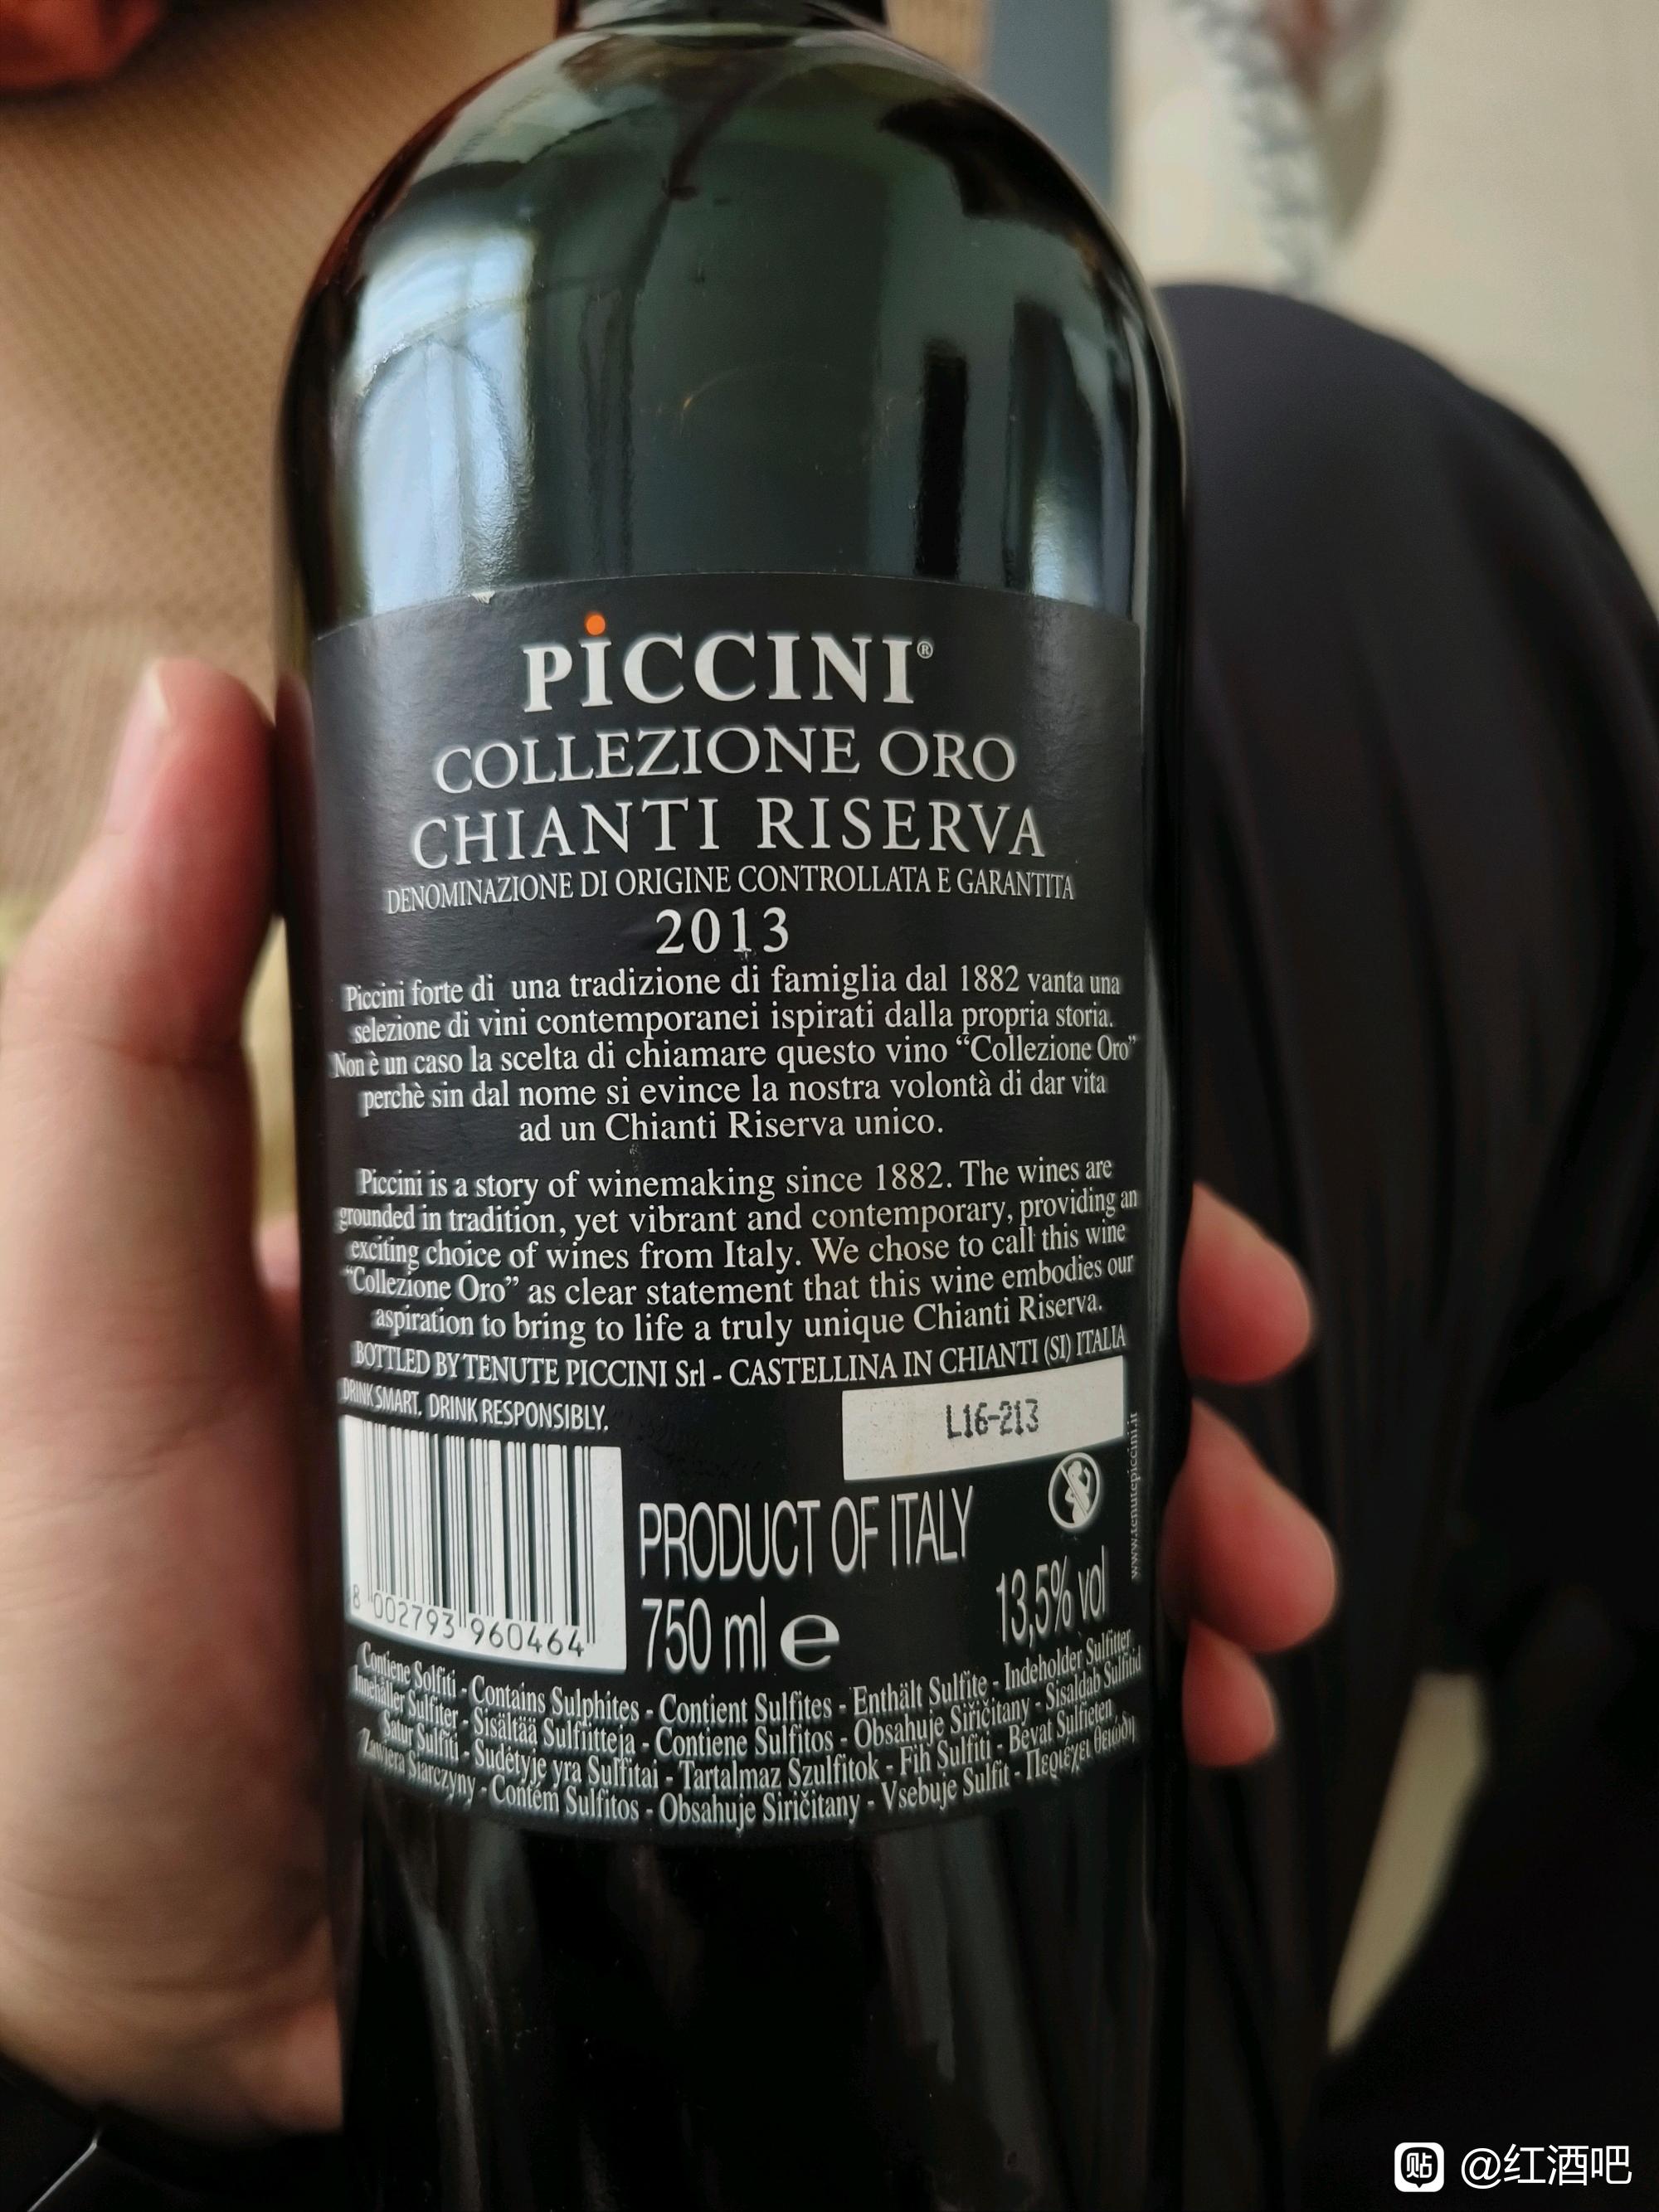 PiCCINI®
COLLEZIONE ORO
CHIANTI RISERVA
DENOMINAZIONE DI ORIGINE CONTROLLATA E GARANTITA
2013
Piccini forte di una tradizione di famiglia dal 1882 vanta una
selezione di vini contemporanei ispirati dalla propria storia.
Non è un caso la scelta di chiamare questo vino “Collezione Oro”
perchè sin dal nome si evince la nostra volontà di dar vita
ad un Chianti Riserva unico.
Piccini is a story of winemaking since 1882. The wines are
grounded in tradition, yet vibrant and contemporary, providing an
exciting choice of wines from Italy. We chose to call this wine
“Collezione Oro” as clear statement that this wine embodies our
aspiration to bring to life a truly unique Chianti Riserva.
BOTTLED BY TENUTE PICCINI Srl - CASTELLINA IN CHIANTI (SI) ITALIA
DRINK SMART, DRINK RESPONSIBLY.
L16-213
www.tenutepiccini.it
8 002793 960464
PRODUCT OF ITALY
750 ml e
13,5% vol
Contiene Solfiti - Contains Sulphites - Contient Sulfites - Enthält Sulfite - Indeholder Sulfitter
Innehåller Sulfiter - Sisältää Sulfiitteja - Contiene Sulfitos - Obsahuje Siričitany - Sisaldab Sulfitid
Satur Sulfiti - Sudėtyje yra Sulfitai - Tartalmaz Szulfitok - Fih Sulfiti - Bevat Sulfieten
Zawiera Siarczyny - Contém Sulfitos - Obsahuje Siričitany - Vsebuje Sulfit - Περιέχει θειώδη
贴 @红酒吧